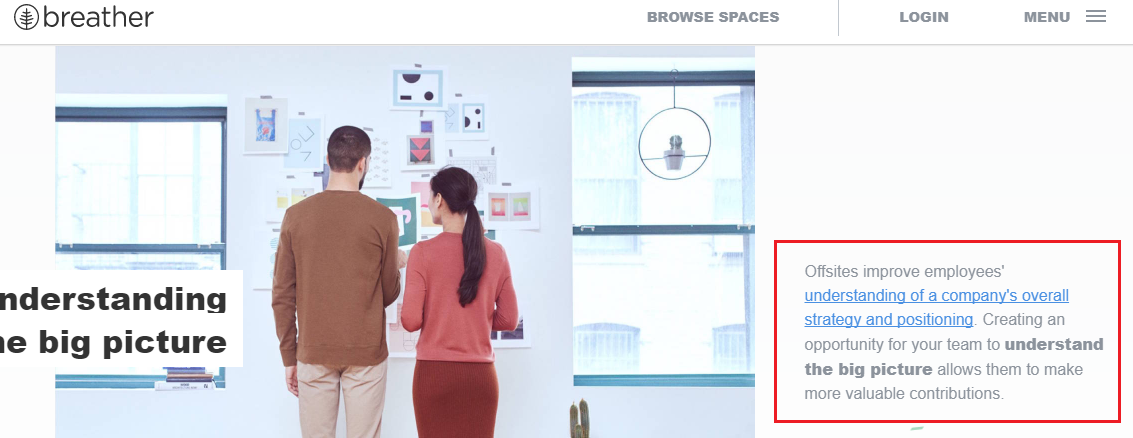 breather
BROWSE SPACES
LOGIN
MENU
nderstanding
he big picture
Offsites improve employees'
understanding of a company's overall
strategy and positioning. Creating an
opportunity for your team to understand
the big picture allows them to make
more valuable contributions.